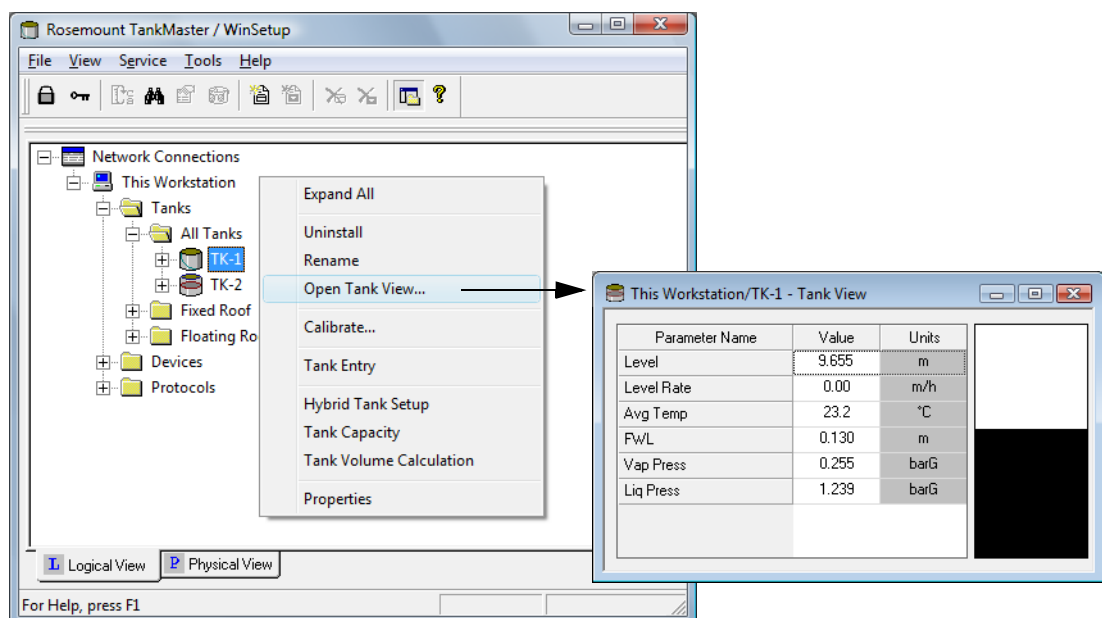 Rosemount TankMaster / WinSetup
File View Service Tools Help
Network Connections
This Workstation
Tanks
All Tanks
TK-1
TK-2
Fixed Roof
Floating Ro
Devices
Protocols
Expand All
Uninstall
Rename
Open Tank View...
Calibrate...
Tank Entry
Hybrid Tank Setup
Tank Capacity
Tank Volume Calculation
Properties
L Logical View P Physical View
For Help, press F1
This Workstation/TK-1 - Tank View
Parameter Name Value Units
Level 9.655 m
Level Rate 0.00 m/h
Avg Temp 23.2 °C
FWL 0.130 m
Vap Press 0.255 barG
Liq Press 1.239 barG